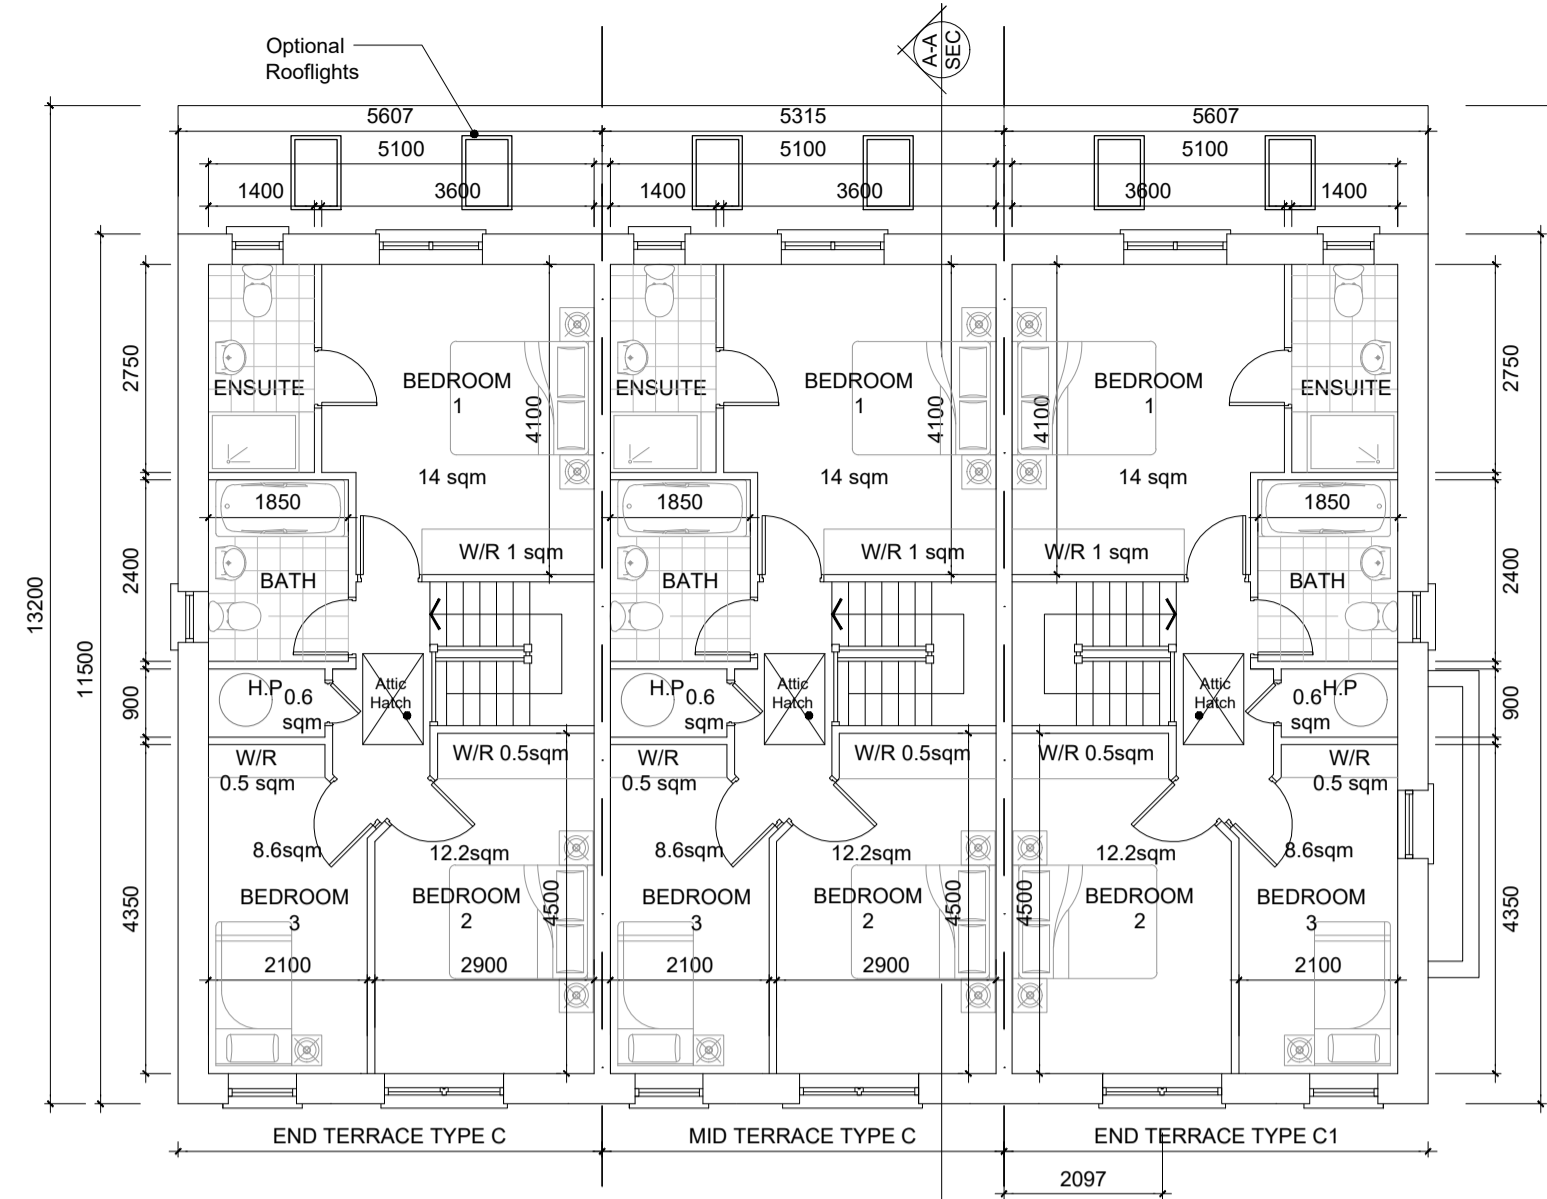 Optional
Rooflights
A-A
SEC
5607
5315
5607
5100
5100
5100
1400
3600
1400
3600
3600
1400
13200
11500
2750
2400
900
4350
ENSUITE
BEDROOM
1
4100
14 sqm
1850
W/R 1 sqm
BATH
H.P
0.6
sqm
Attic
Hatch
W/R
0.5 sqm
W/R 0.5sqm
8.6sqm
12.2sqm
BEDROOM
3
BEDROOM
2
4500
2100
2900
ENSUITE
BEDROOM
1
4100
14 sqm
1850
W/R 1 sqm
BATH
H.P
0.6
sqm
Attic
Hatch
W/R
0.5 sqm
W/R 0.5sqm
8.6sqm
12.2sqm
BEDROOM
3
BEDROOM
2
4500
2100
2900
BEDROOM
1
ENSUITE
4100
14 sqm
1850
W/R 1 sqm
BATH
Attic
Hatch
0.6
sqm
H.P
W/R 0.5sqm
W/R
0.5 sqm
12.2sqm
8.6sqm
BEDROOM
2
BEDROOM
3
4500
2100
2750
2400
900
4350
END TERRACE TYPE C
MID TERRACE TYPE C
END TERRACE TYPE C1
2097